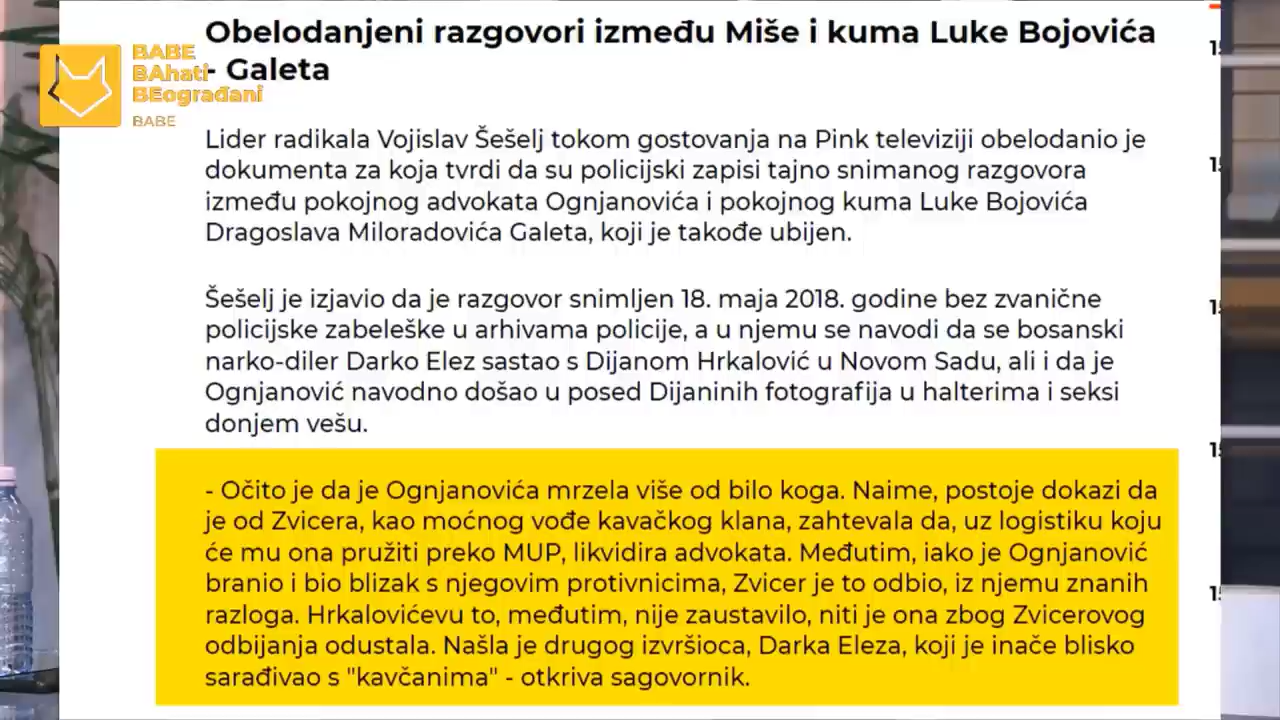 Obelodanjeni razgovori između Miše i kuma Luke Bojovića
- Galeta
BABE
BAhati
BEograđani
BABE
Lider radikala Vojislav Šešelj tokom gostovanja na Pink televiziji obelodanio je
dokumenta za koja tvrdi da su policijski zapisi tajno snimanog razgovora
između pokojnog advokata Ognjanovića i pokojnog kuma Luke Bojovića
Dragoslava Miloradovića Galeta, koji je takođe ubijen.
Šešelj je izjavio da je razgovor snimljen 18. maja 2018. godine bez zvanične
policijske zabeleške u arhivama policije, a u njemu se navodi da se bosanski
narko-diler Darko Elez sastao s Dijanom Hrkalović u Novom Sadu, ali i da je
Ognjanović navodno došao u posed Dijaninih fotografija u halterima i seksi
donjem vešu.
- Očito je da je Ognjanovića mrzela više od bilo koga. Naime, postoje dokazi da
je od Zvicera, kao moćnog vođe kavačkog klana, zahtevala da, uz logistiku koju
će mu ona pružiti preko MUP, likvidira advokata. Međutim, iako je Ognjanović
branio i bio blizak s njegovim protivnicima, Zvicer je to odbio, iz njemu znanih
razloga. Hrkalovićevu to, međutim, nije zaustavilo, niti je ona zbog Zvicerovog
odbijanja odustala. Našla je drugog izvršioca, Darka Eleza, koji je inače blisko
sarađivao s "kavčanima" - otkriva sagovornik.